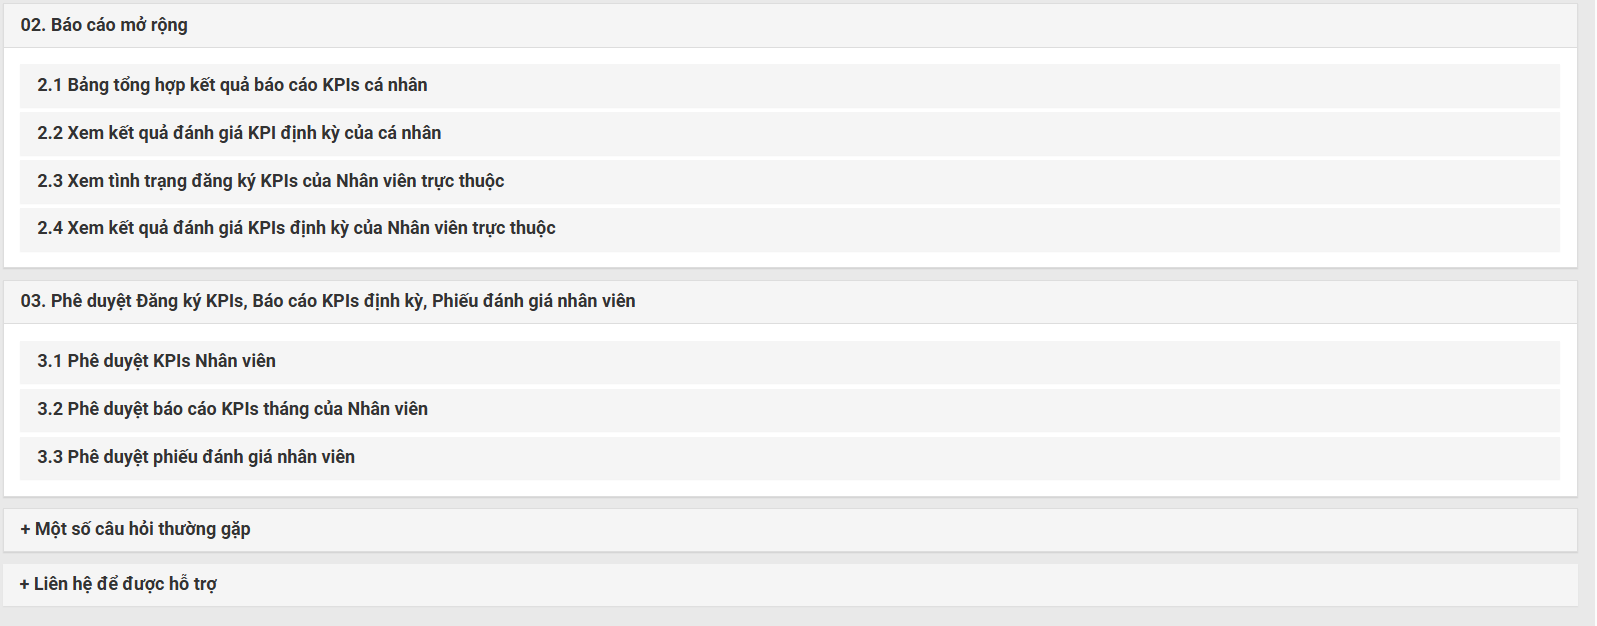 02. Báo cáo mở rộng
2.1 Bảng tổng hợp kết quả báo cáo KPIs cá nhân
2.2 Xem kết quả đánh giá KPI định kỳ của cá nhân
2.3 Xem tình trạng đăng ký KPIs của Nhân viên trực thuộc
2.4 Xem kết quả đánh giá KPIs định kỳ của Nhân viên trực thuộc
03. Phê duyệt Đăng ký KPIs, Báo cáo KPIs định kỳ, Phiếu đánh giá nhân viên
3.1 Phê duyệt KPIs Nhân viên
3.2 Phê duyệt báo cáo KPIs tháng của Nhân viên
3.3 Phê duyệt phiếu đánh giá nhân viên
+ Một số câu hỏi thường gặp
+ Liên hệ để được hỗ trợ